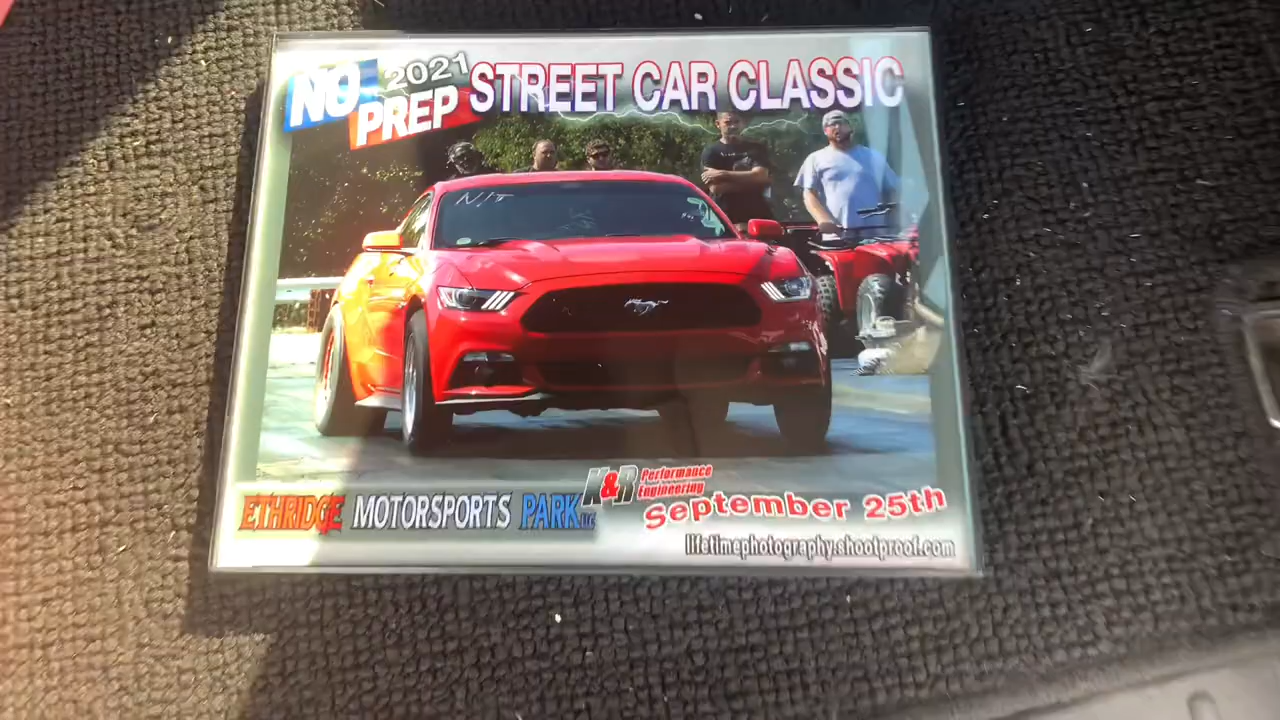 NO 2021 STREET CAR CLASSIC
PREP
N/T
K&R Performance
Engineering
ETHRIDGE MOTORSPORTS PARK
September 25th
lifetimephotography.shootproof.com